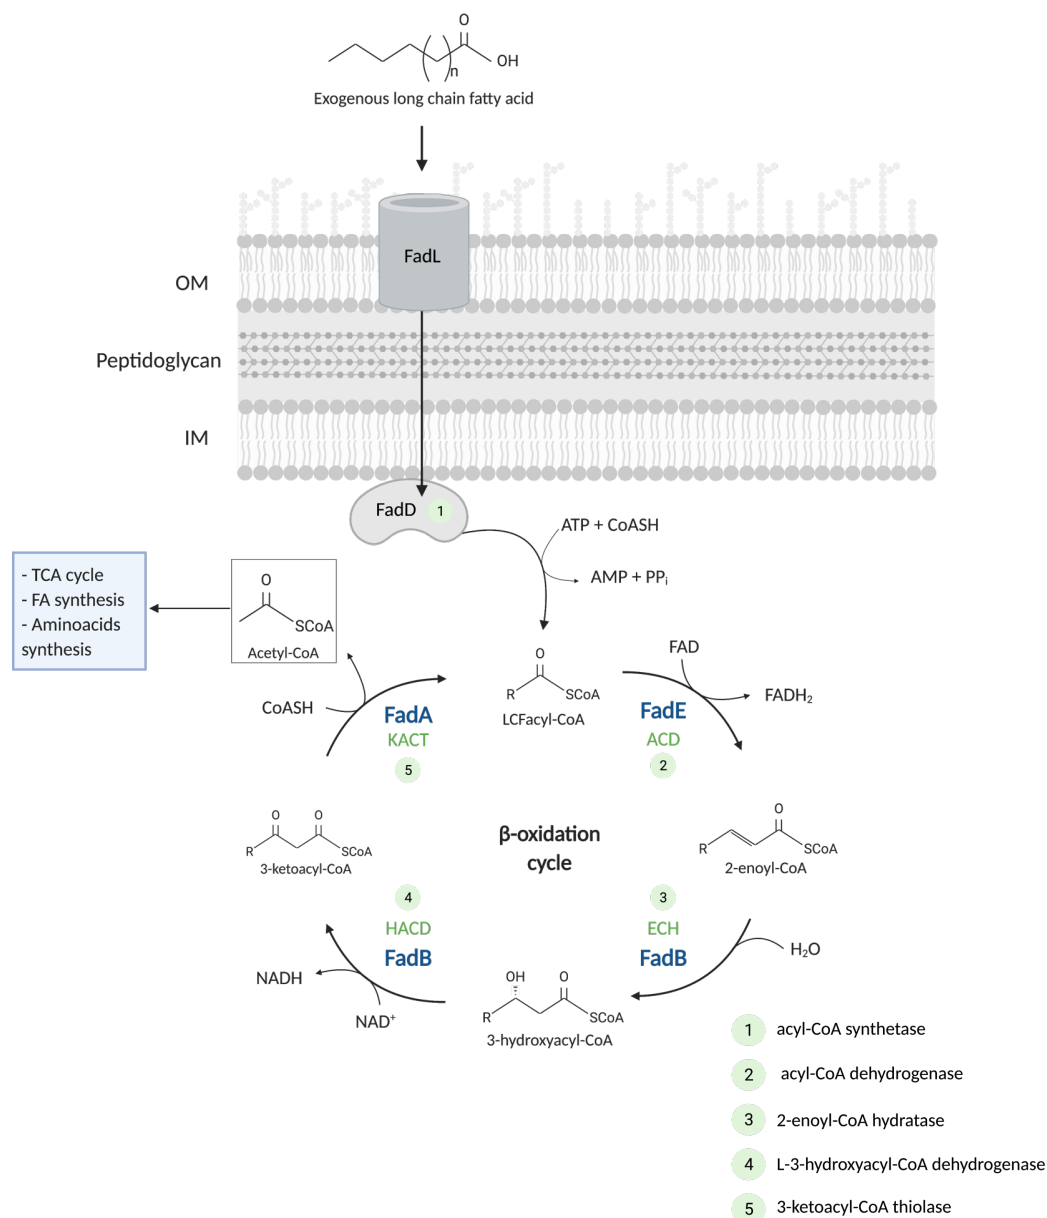 O
OH
n
Exogenous long chain fatty acid
FadL
OM
Peptidoglycan
IM
FadD 1
ATP + CoASH
AMP + PPi
- TCA cycle
- FA synthesis
- Aminoacids
synthesis
O
SCoA
Acetyl-CoA
O
R
SCoA
LCFacyl-CoA
FAD
FADH2
CoASH
FadA
KACT
5
FadE
ACD
2
O O
R
SCoA
3-ketoacyl-CoA
β-oxidation
cycle
O
R
SCoA
2-enoyl-CoA
4
HACD
FadB
3
ECH
FadB
H2O
NADH
NAD+
OH O
R
SCoA
3-hydroxyacyl-CoA
1 acyl-CoA synthetase
2 acyl-CoA dehydrogenase
3 2-enoyl-CoA hydratase
4 L-3-hydroxyacyl-CoA dehydrogenase
5 3-ketoacyl-CoA thiolase